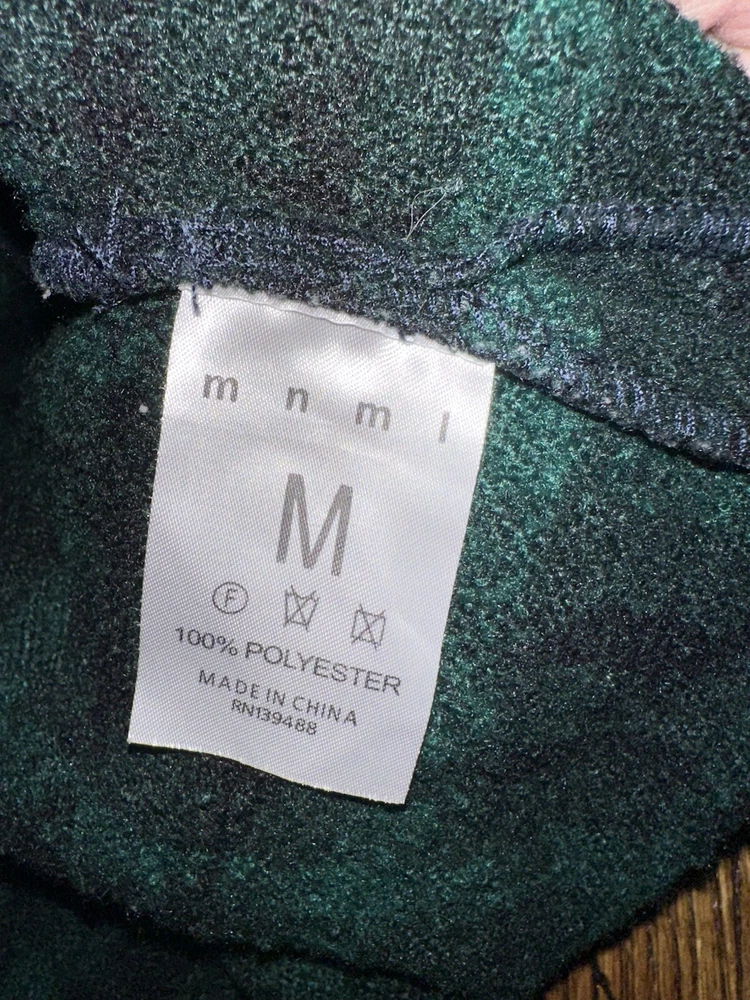 m n m l
M
F
100% POLYESTER
MADE IN CHINA
RN139488